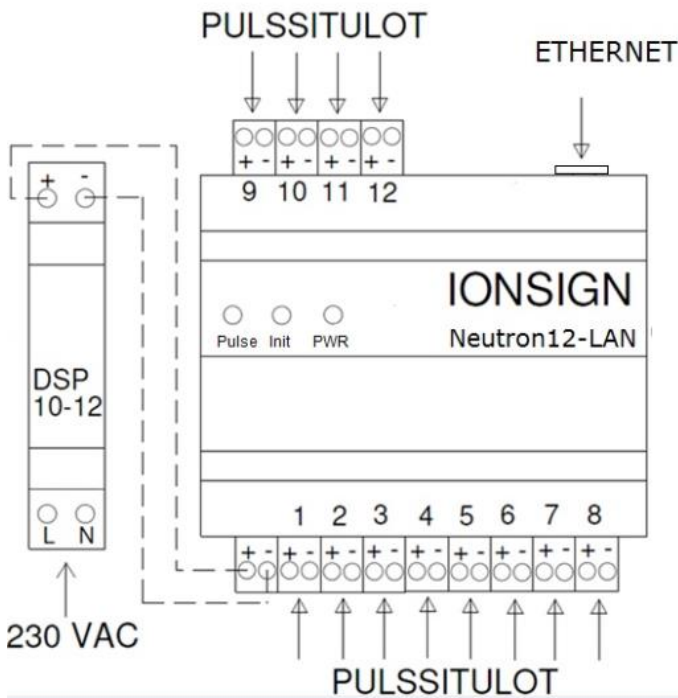 PULSSITULOT
ETHERNET
+ - + - + - + -
9 10 11 12
+ -
IONSIGN
Neutron12-LAN
Pulse Init PWR
DSP
10-12
L N
230 VAC
1 2 3 4 5 6 7 8
+ - + - + - + - + - + - + - + - + -
PULSSITULOT